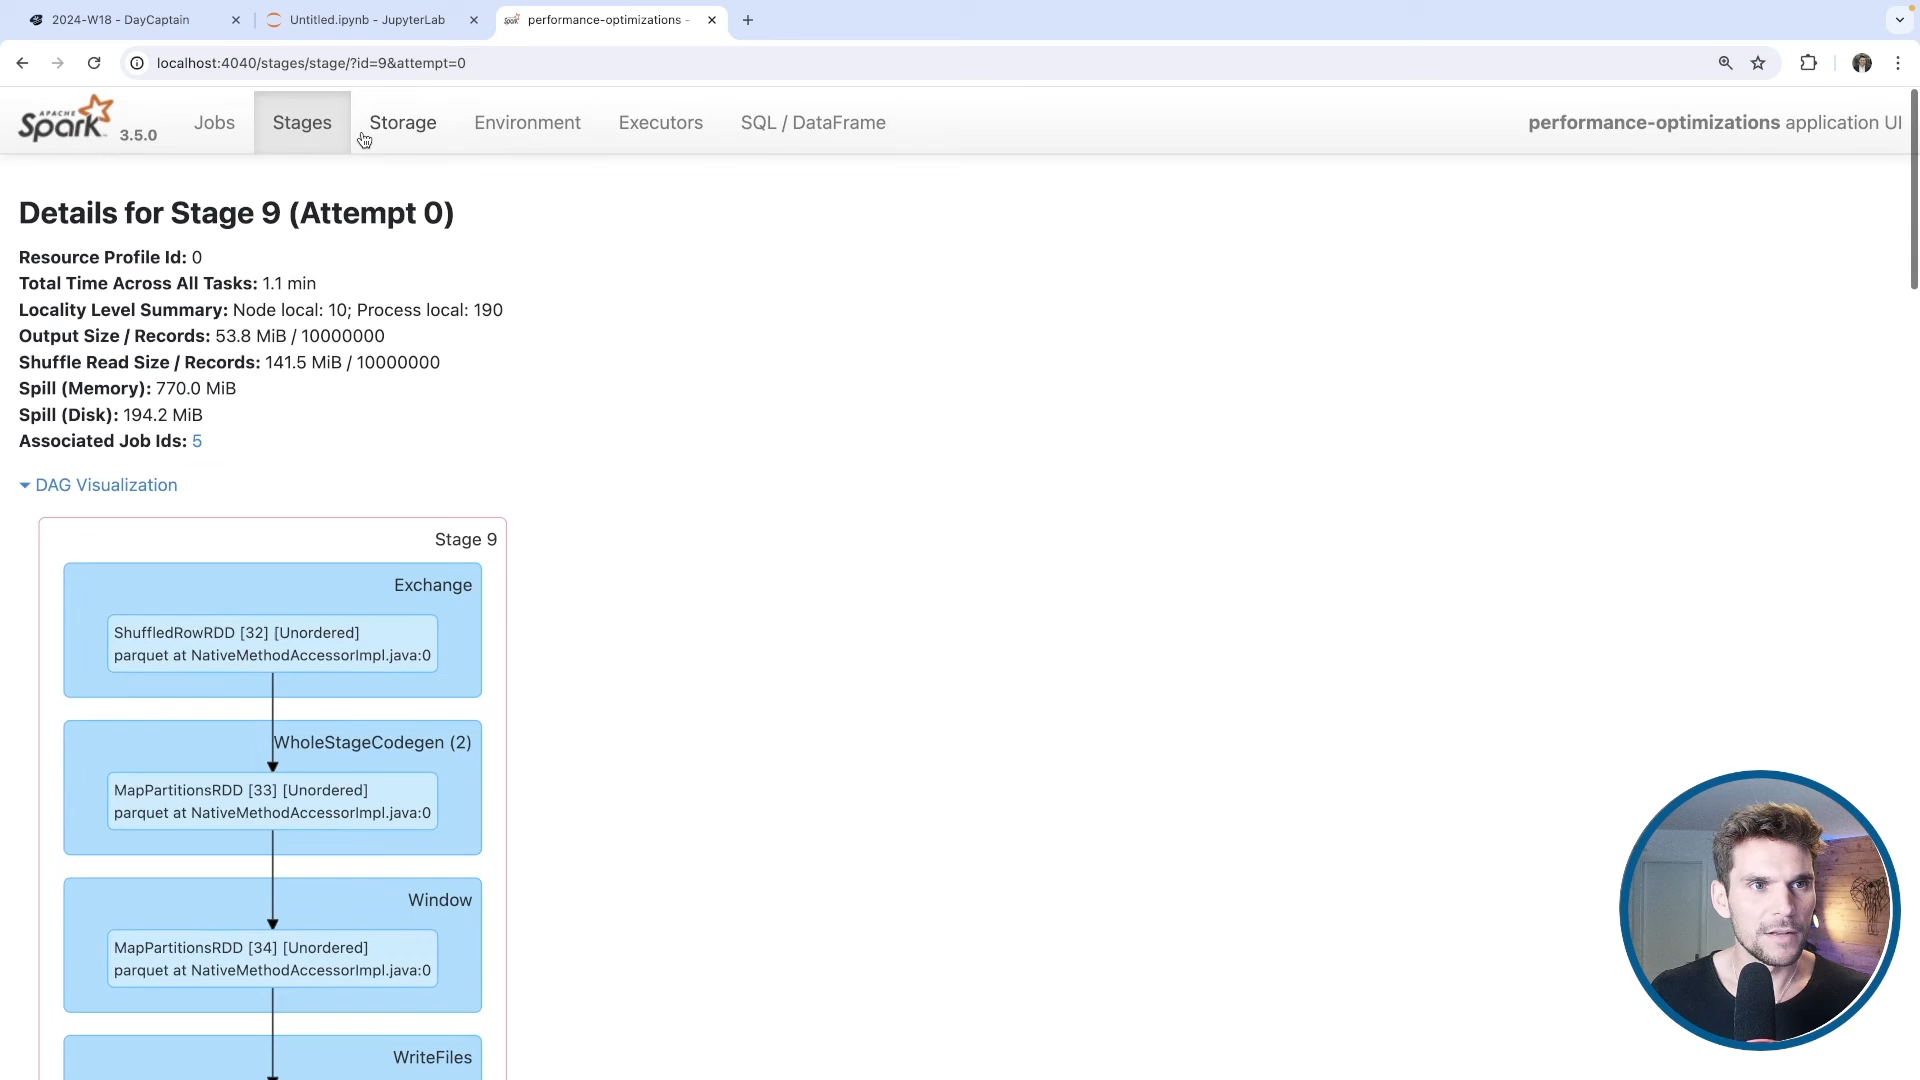 2024-W18 - DayCaptain
Untitled.ipynb - JupyterLab
performance-optimizations -
localhost:4040/stages/stage/?id=9&attempt=0
APACHE Spark 3.5.0
Jobs
Stages
Storage
Environment
Executors
SQL / DataFrame
performance-optimizations application UI
Details for Stage 9 (Attempt 0)
Resource Profile Id: 0
Total Time Across All Tasks: 1.1 min
Locality Level Summary: Node local: 10; Process local: 190
Output Size / Records: 53.8 MiB / 10000000
Shuffle Read Size / Records: 141.5 MiB / 10000000
Spill (Memory): 770.0 MiB
Spill (Disk): 194.2 MiB
Associated Job Ids: 5
DAG Visualization
Stage 9
Exchange
ShuffledRowRDD [32] [Unordered]
parquet at NativeMethodAccessorImpl.java:0
WholeStageCodegen (2)
MapPartitionsRDD [33] [Unordered]
parquet at NativeMethodAccessorImpl.java:0
Window
MapPartitionsRDD [34] [Unordered]
parquet at NativeMethodAccessorImpl.java:0
WriteFiles